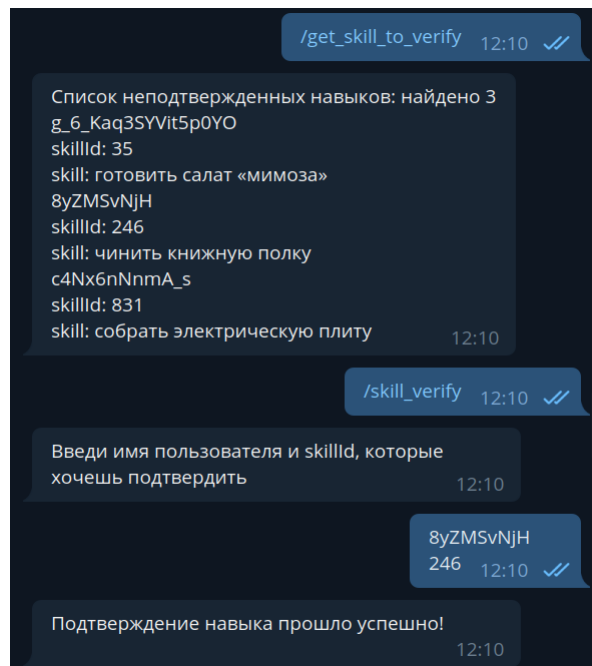 /get_skill_to_verify 12:10
Список неподтвержденных навыков: найдено 3
g_6_Kaq3SYVit5p0YO
skillId: 35
skill: готовить салат «мимоза»
8yZMSvNjH
skillId: 246
skill: чинить книжную полку
c4Nx6nNnmA_s
skillId: 831
skill: собрать электрическую плиту 12:10
/skill_verify 12:10
Введи имя пользователя и skillId, которые
хочешь подтвердить 12:10
8yZMSvNjH
246 12:10
Подтверждение навыка прошло успешно!
12:10